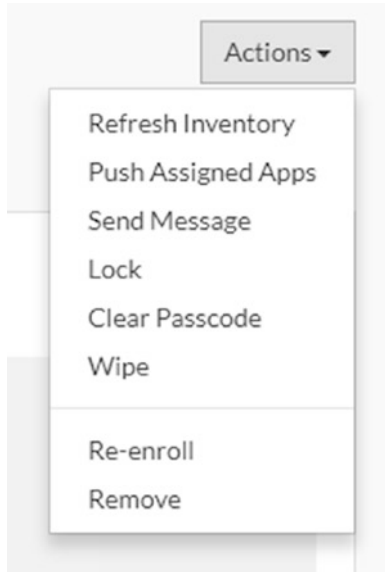 Actions
Refresh Inventory
Push Assigned Apps
Send Message
Lock
Clear Passcode
Wipe
Re-enroll
Remove